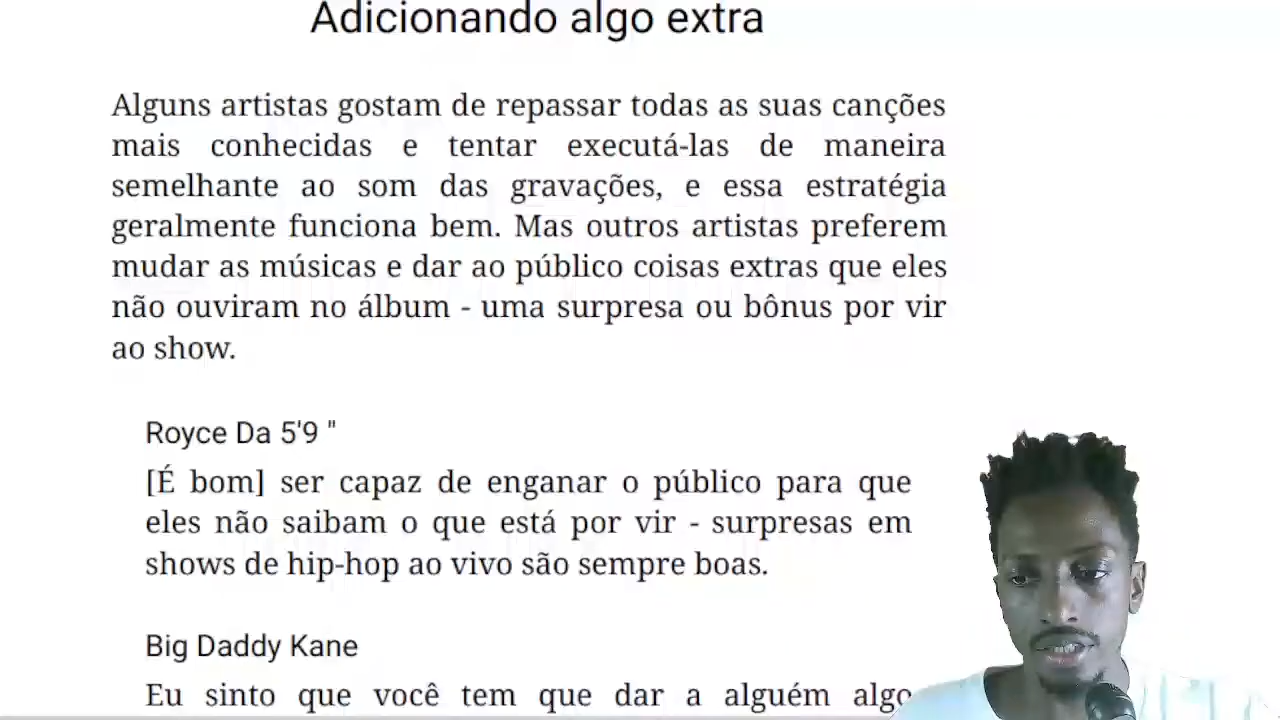 Adicionando algo extra
Alguns artistas gostam de repassar todas as suas canções
mais conhecidas e tentar executá-las de maneira
semelhante ao som das gravações, e essa estratégia
geralmente funciona bem. Mas outros artistas preferem
mudar as músicas e dar ao público coisas extras que eles
não ouviram no álbum - uma surpresa ou bônus por vir
ao show.
Royce Da 5'9 "
[É bom] ser capaz de enganar o público para que
eles não saibam o que está por vir - surpresas em
shows de hip-hop ao vivo são sempre boas.
Big Daddy Kane
Eu sinto que você tem que dar a alguém algo